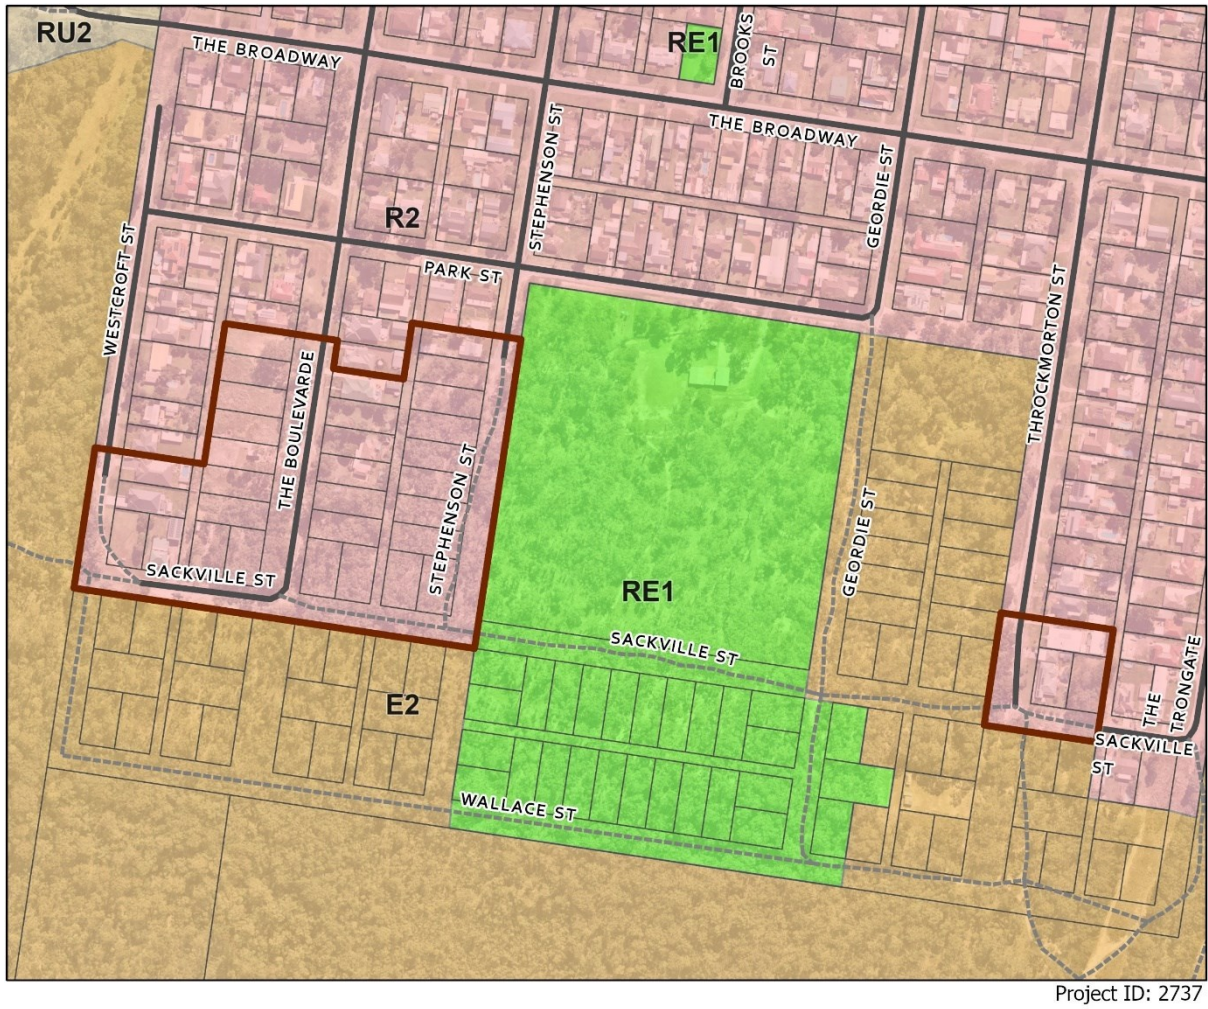 RU2
THE BROADWAY
RE1
BROOKS
ST
THE BROADWAY
STEPHENSON ST
GEORDIE ST
R2
WESTCROFT ST
PARK ST
THROCKMORTON ST
THE BOULEVARDE
STEPHENSON ST
GEORDIE ST
SACKVILLE ST
RE1
SACKVILLE ST
E2
THE
TRONGATE
SACKVILLE
ST
WALLACE ST
Project ID: 2737